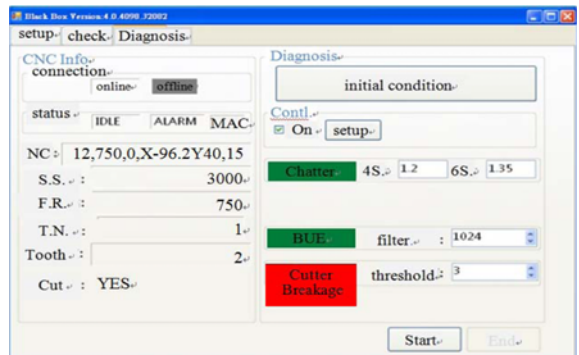 Black Box Version:4.0.4098 .32002
setup check Diagnosis
CNC Info
connection
online offline
status IDLE ALARM MAC
NC : 12,750,0,X-96.2Y40,15
S.S. : 3000
F.R. : 750
T.N. : 1
Tooth : 2
Cut : YES
Diagnosis
initial condition
Contl.
On setup
Chatter 4S. 1.2 6S. 1.35
BUE filter : 1024
Cutter
Breakage
threshold : 3
Start End